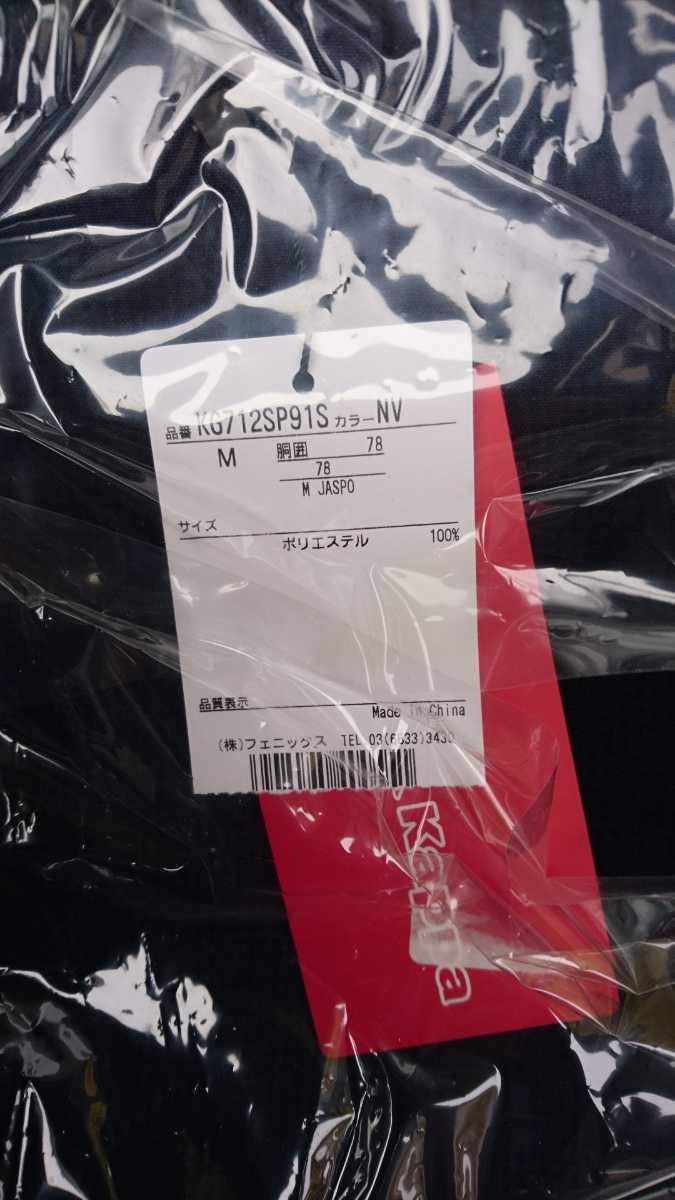 品番 KG712SP91S カラー NV
M 胴囲 78
78
M JASPO
サイズ
ポリエステル 100%
品質表示
Made in China
(株)フェニックス TEL 03(6633)3430
Kappa